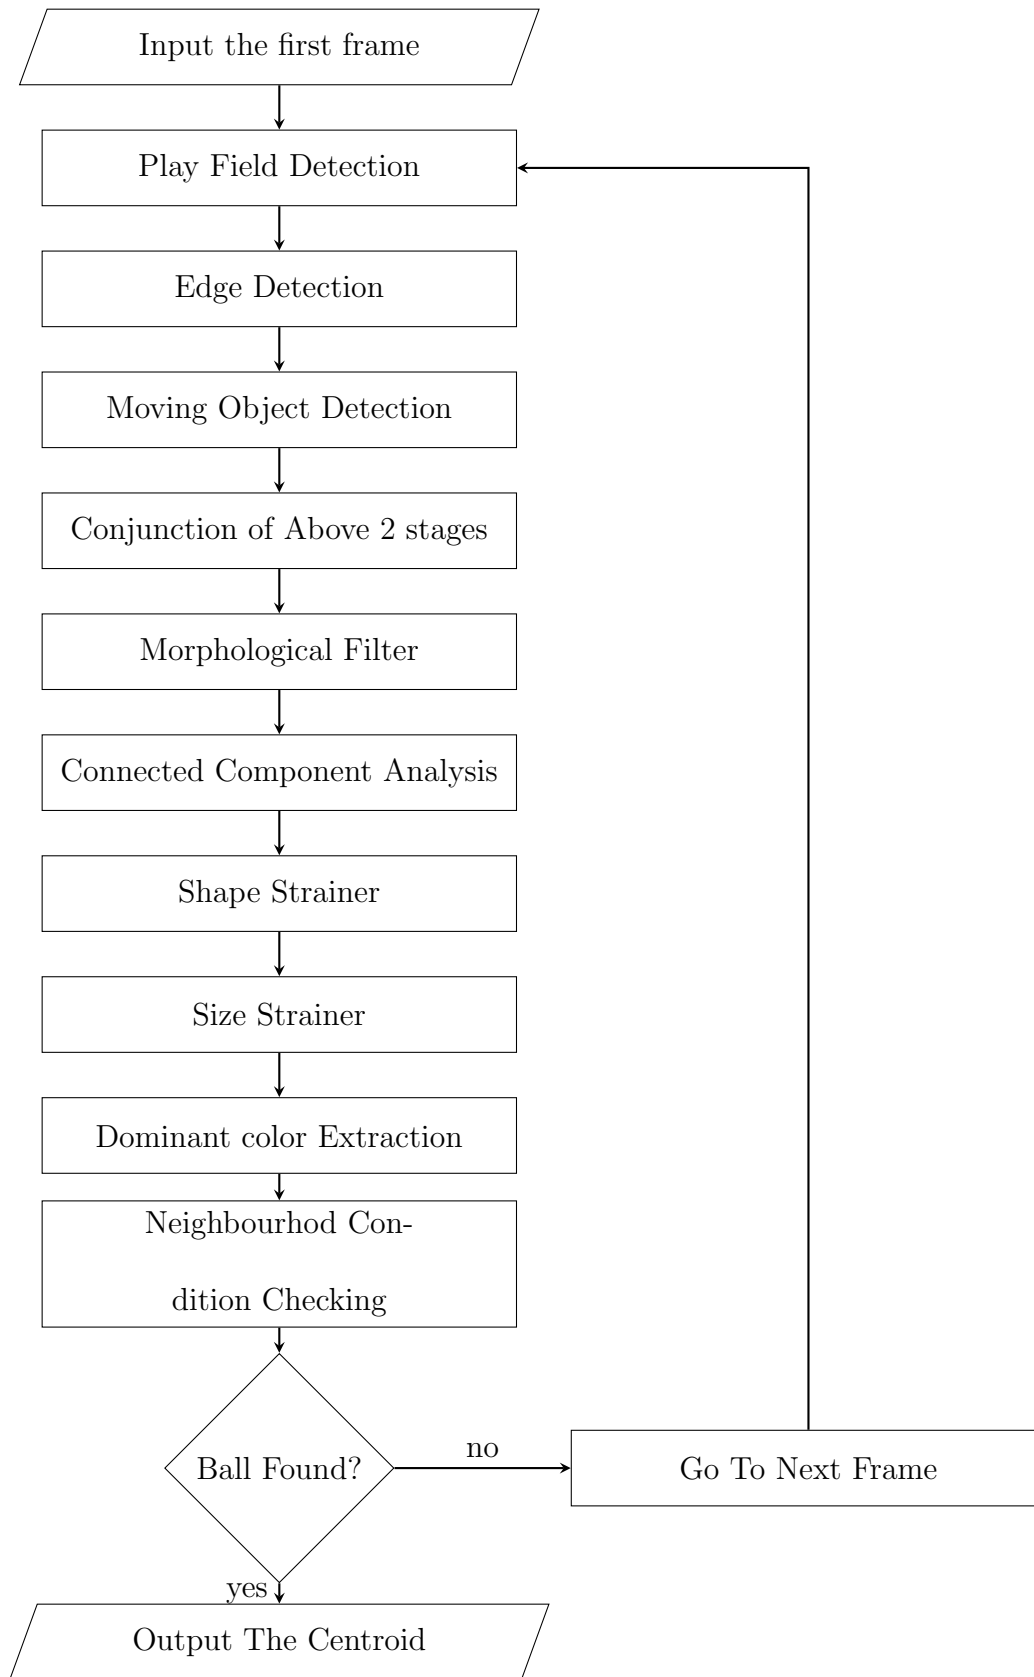 Input the first frame
Play Field Detection
Edge Detection
Moving Object Detection
Conjunction of Above 2 stages
Morphological Filter
Connected Component Analysis
Shape Strainer
Size Strainer
Dominant color Extraction
Neighbourhod Con-
dition Checking
Ball Found?
no
Go To Next Frame
yes
Output The Centroid